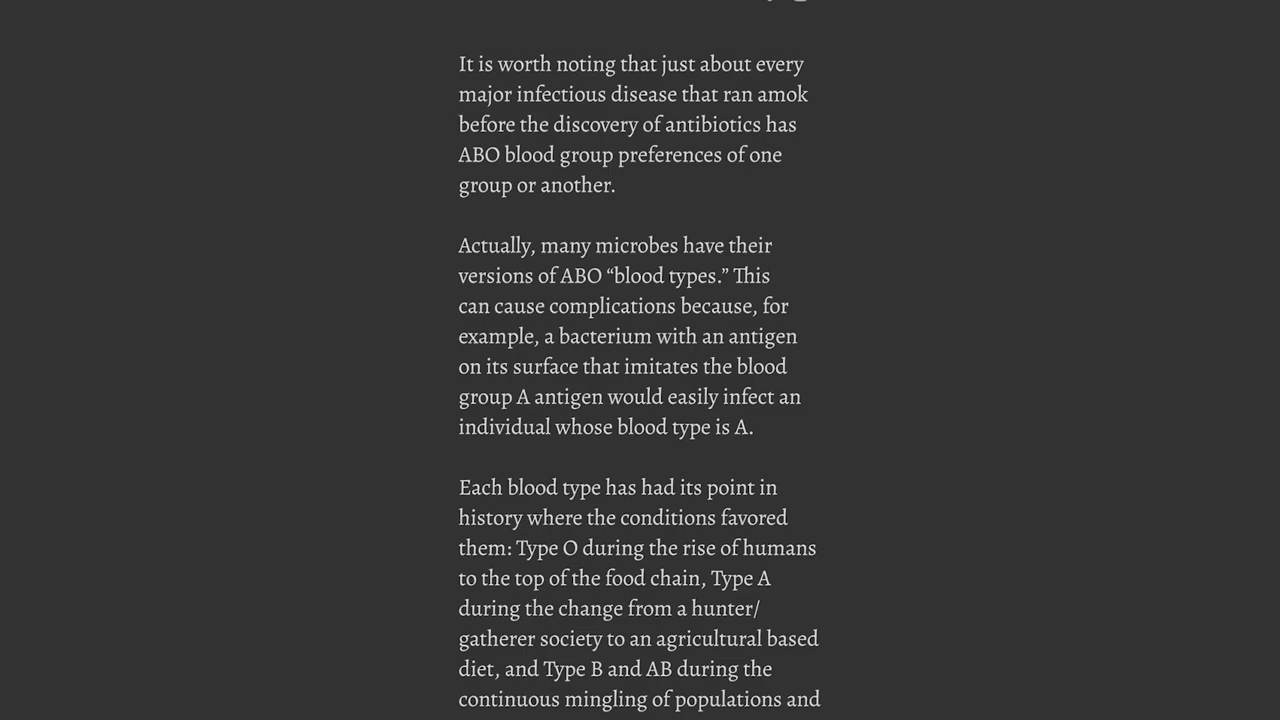 It is worth noting that just about every
major infectious disease that ran amok
before the discovery of antibiotics has
ABO blood group preferences of one
group or another.
Actually, many microbes have their
versions of ABO “blood types.” This
can cause complications because, for
example, a bacterium with an antigen
on its surface that imitates the blood
group A antigen would easily infect an
individual whose blood type is A.
Each blood type has had its point in
history where the conditions favored
them: Type O during the rise of humans
to the top of the food chain, Type A
during the change from a hunter/
gatherer society to an agricultural based
diet, and Type B and AB during the
continuous mingling of populations and